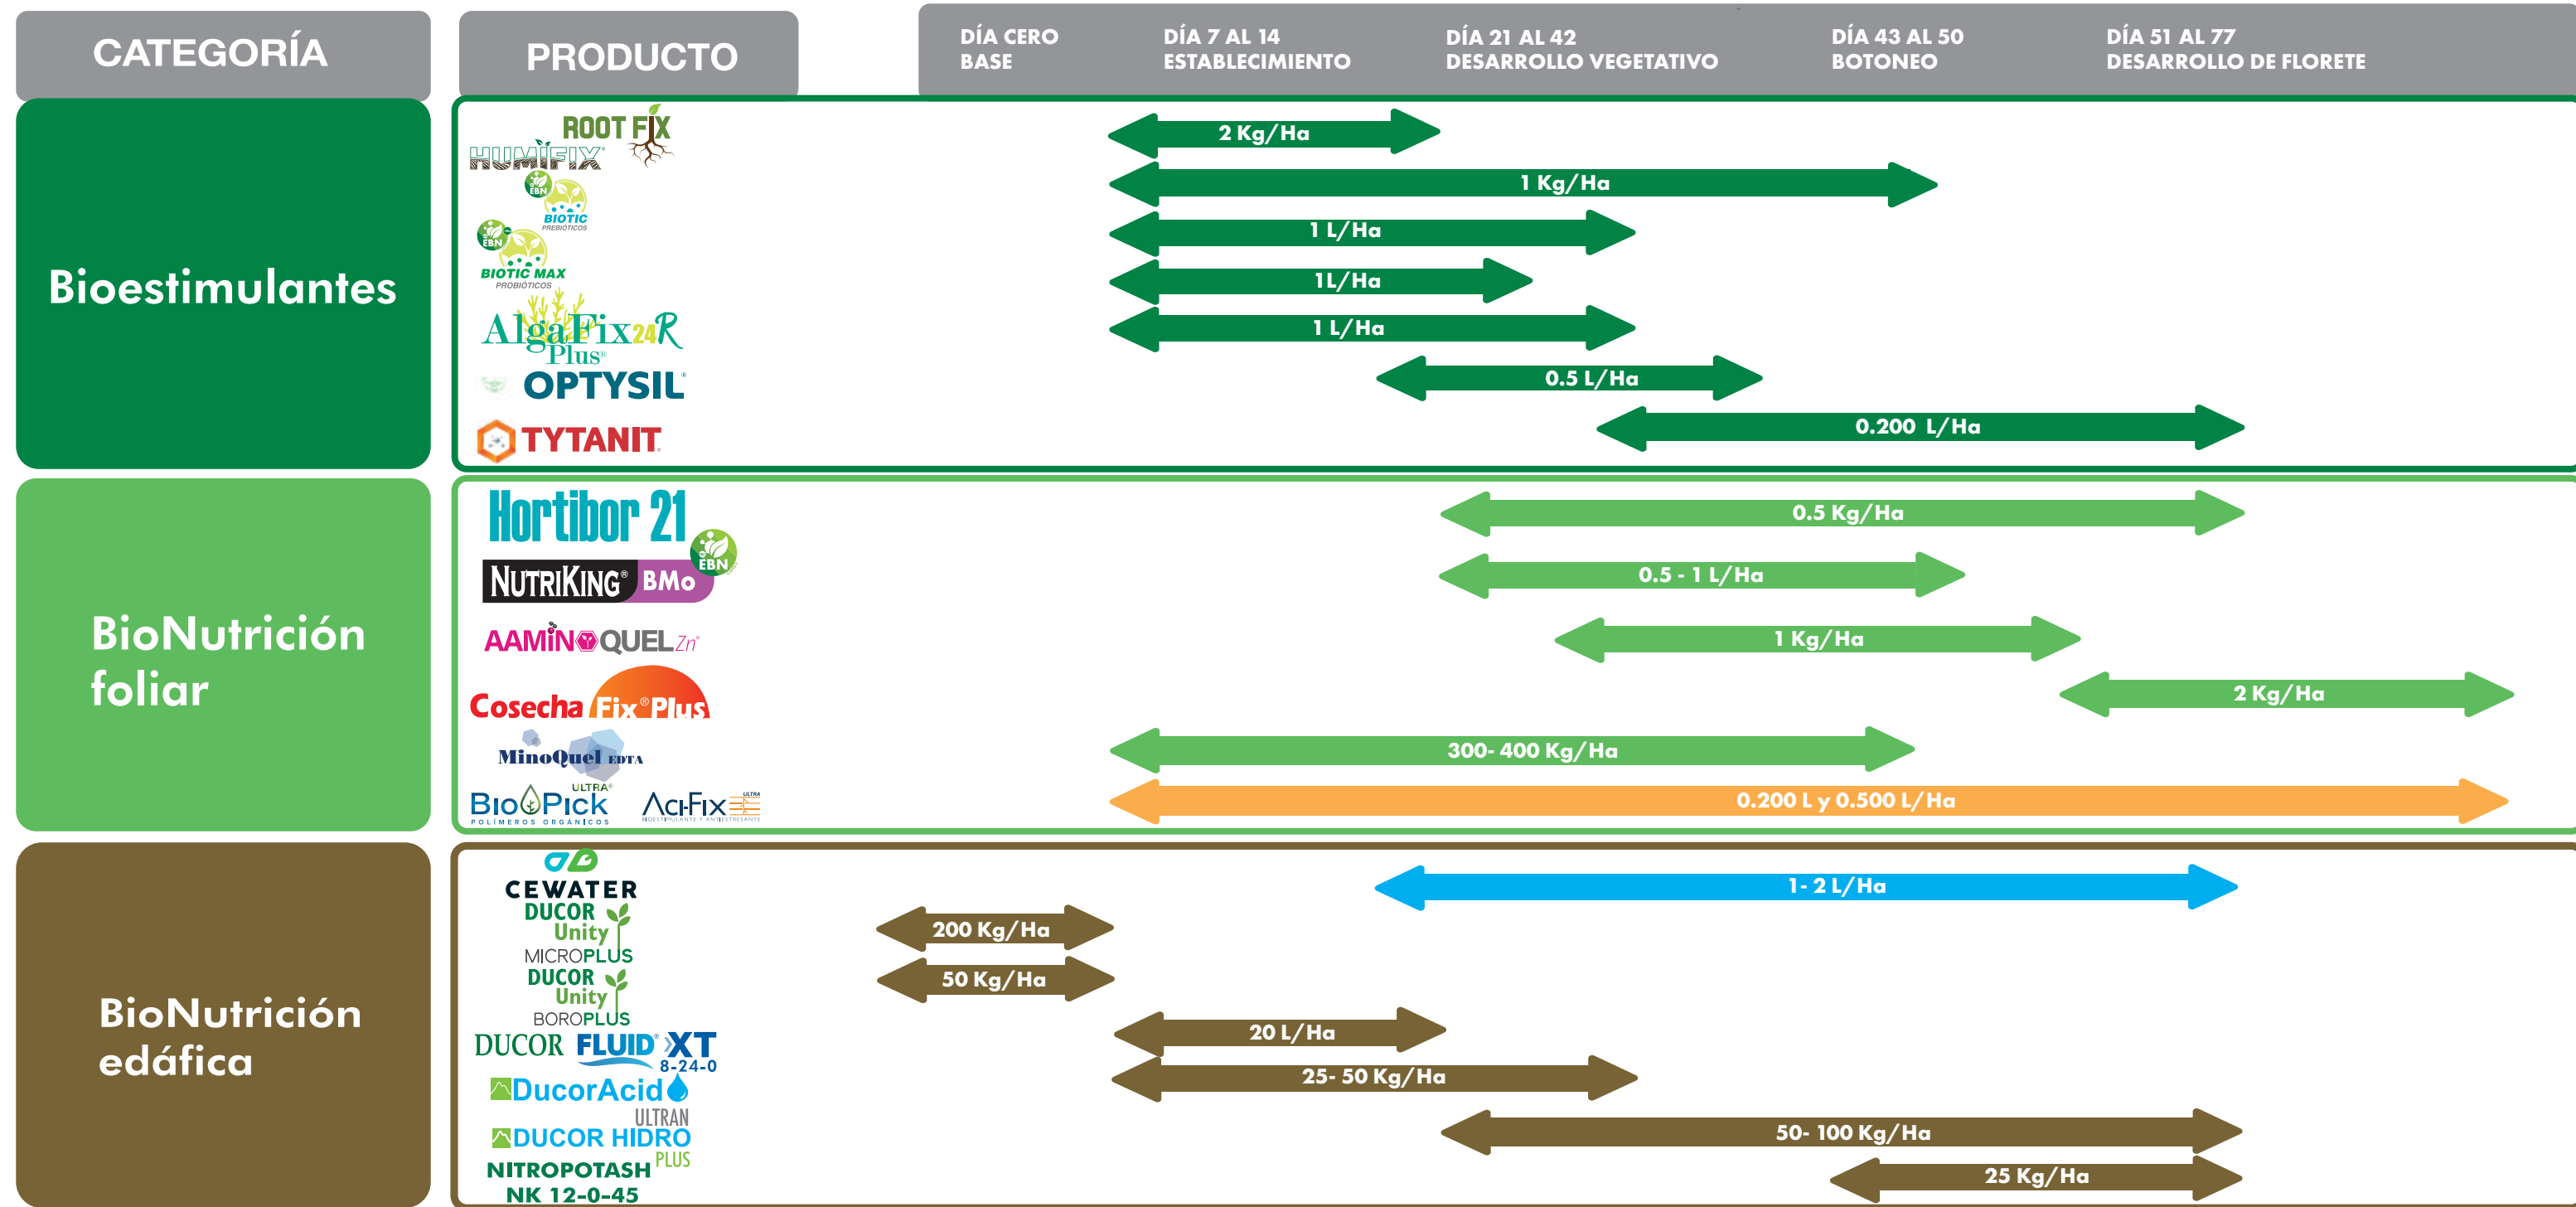 CATEGORÍA
PRODUCTO
DÍA CERO
BASE
DÍA 7 AL 14
ESTABLECIMIENTO
DÍA 21 AL 42
DESARROLLO VEGETATIVO
DÍA 43 AL 50
BOTONEO
DÍA 51 AL 77
DESARROLLO DE FLORETE
Bioestimulantes
ROOT FIX
2 Kg/Ha
HUMIFIX®
1 Kg/Ha
EBN
BIOTIC
PREBIÓTICOS
1 L/Ha
EBN
BIOTIC MAX
PROBIÓTICOS
1L/Ha
AlgaFix24R
Plus®
1 L/Ha
OPTYSIL®
0.5 L/Ha
TYTANIT®
0.200 L/Ha
BioNutrición
foliar
Hortibor 21
0.5 Kg/Ha
EBN
NUTRIKING® BMo
0.5 - 1 L/Ha
AAMINOQUEL Zn®
1 Kg/Ha
Cosecha Fix® Plus
2 Kg/Ha
MinoQuel EDTA
300- 400 Kg/Ha
BioPick ULTRA®
POLÍMEROS ORGÁNICOS
Aci-Fix ULTRA
BIOESTIMULANTE Y ANTIESTRESANTE
0.200 L y 0.500 L/Ha
BioNutrición
edáfica
CEWATER
1- 2 L/Ha
DUCOR
Unity
MICROPLUS
200 Kg/Ha
DUCOR
Unity
BOROPLUS
50 Kg/Ha
DUCOR FLUID® XT
8-24-0
20 L/Ha
DucorAcid
ULTRAN
25- 50 Kg/Ha
DUCOR HIDRO
PLUS
50- 100 Kg/Ha
NITROPOTASH
NK 12-0-45
25 Kg/Ha